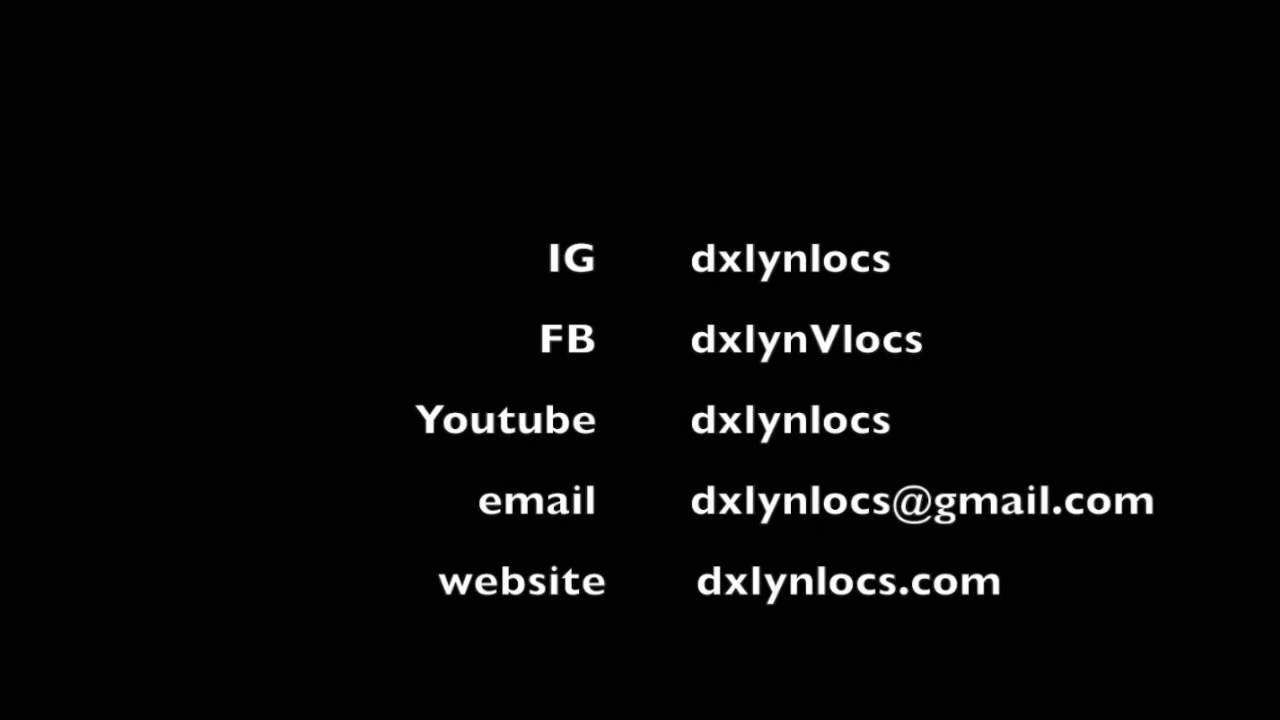 IG dxlynlocs
FB dxlynVlocs
Youtube dxlynlocs
email dxlynlocs@gmail.com
website dxlynlocs.com